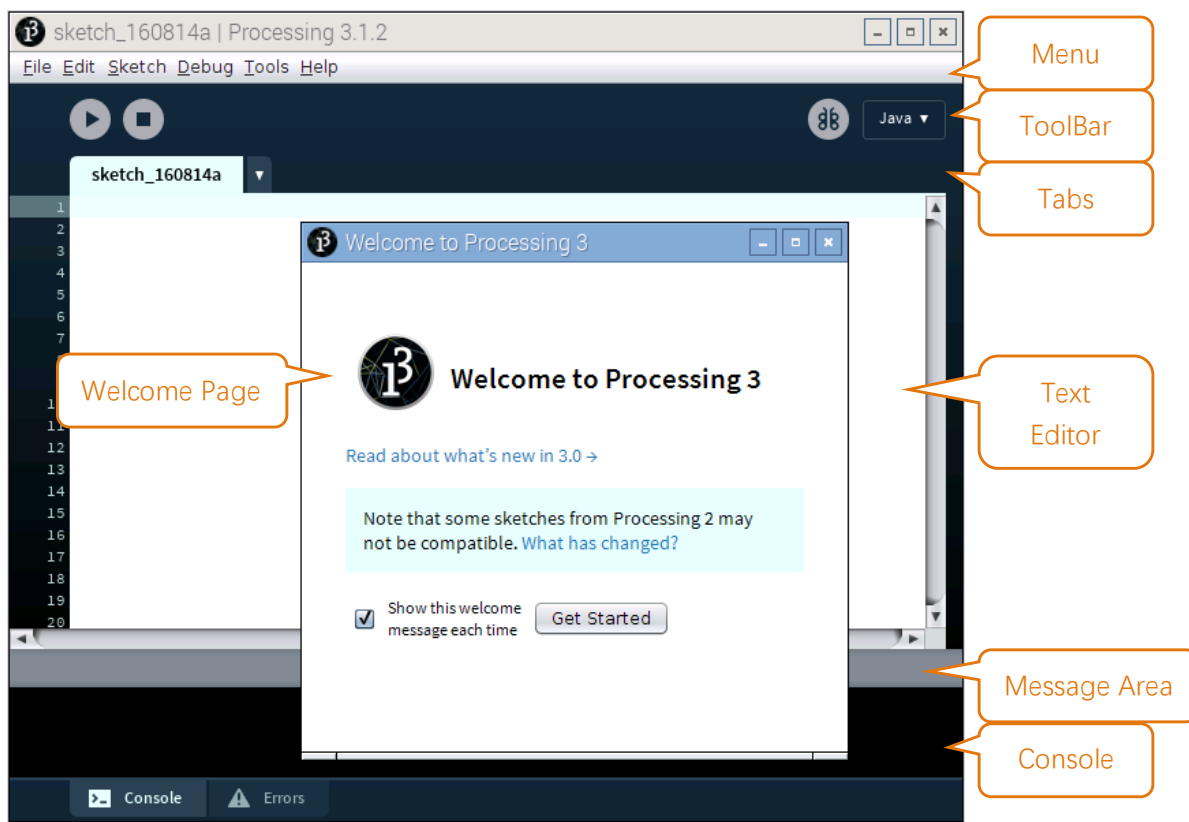 sketch_160814a | Processing 3.1.2
File Edit Sketch Debug Tools Help
Menu
Java ▼
ToolBar
sketch_160814a ▼
Tabs
1
2
3
4
5
6
7
Welcome to Processing 3
Welcome to Processing 3
Welcome Page
Text
Editor
11
12
13
14
15
16
17
18
19
20
Read about what's new in 3.0 →
Note that some sketches from Processing 2 may
not be compatible. What has changed?
Show this welcome
message each time
Get Started
Message Area
Console
Console
Errors